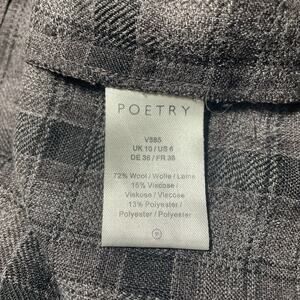 POETRY
V585
UK 10 / US 6
DE 36 / FR 38
72% Wool / Wolle / Laine
15% Viscose /
Viskose / Viscose
13% Polyester /
Polyester / Polyester